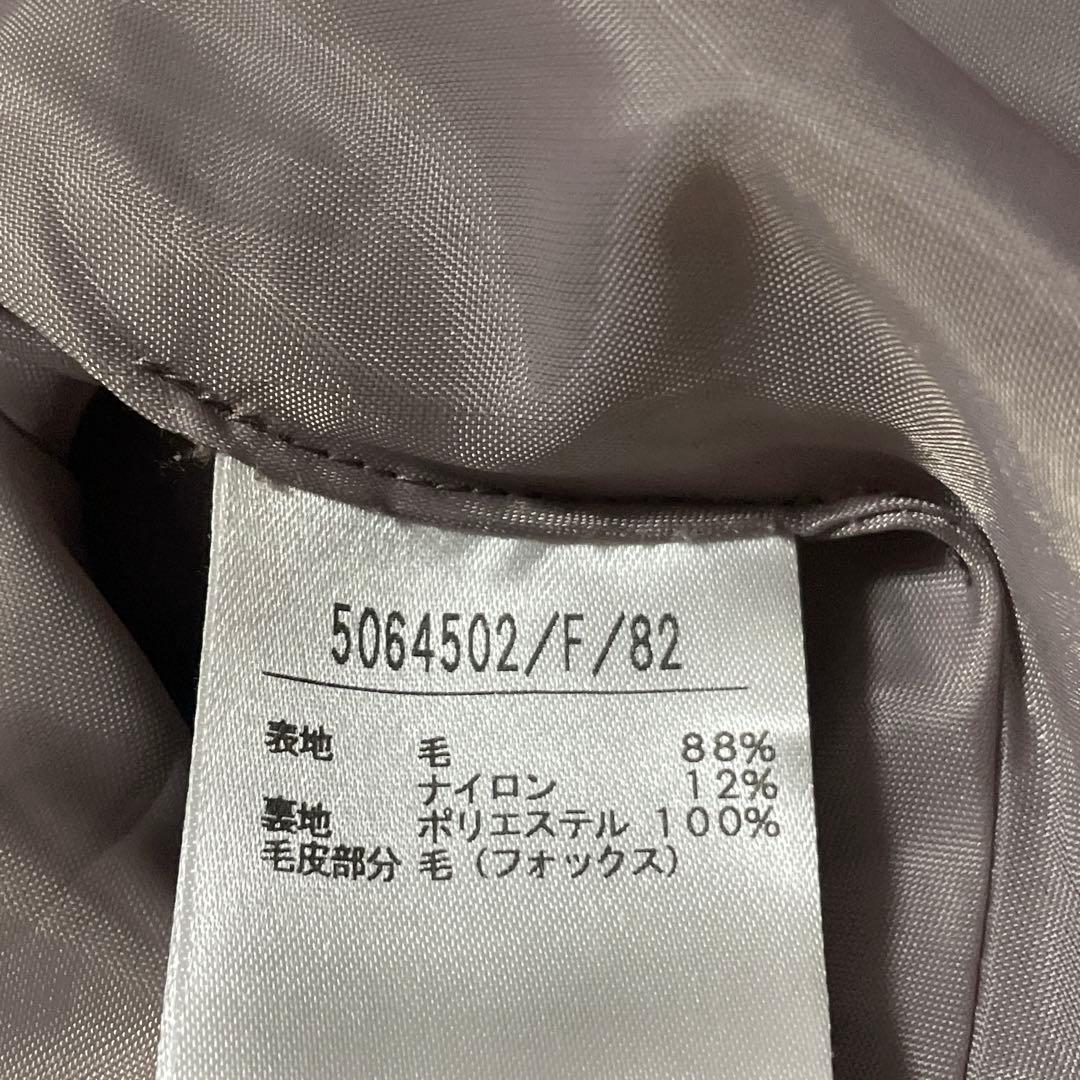 5064502/F/82
表地 毛 88%
ナイロン 12%
裏地 ポリエステル 100%
毛皮部分 毛(フォックス)